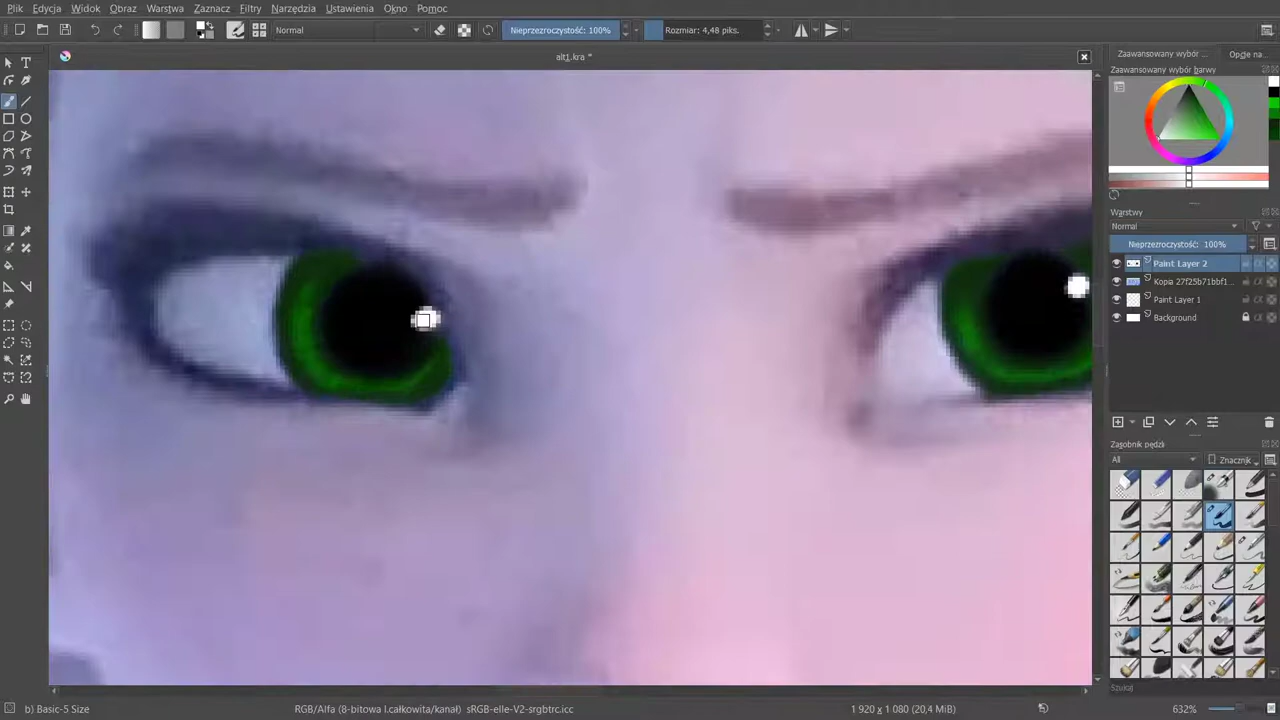 Plik Edycja Widok Obraz Warstwa Zaznacz Filtry Narzędzia Ustawienia Okno Pomoc
Normal
Nieprzezroczystość: 100%
Rozmiar: 4,48 piks.
alt1.kra *
Zaawansowany wybór ...
Opcje na...
Zaawansowany wybór barwy
Warstwy
Normal
Nieprzezroczystość: 100%
Paint Layer 2
Kopia 27f25b71bbf1...
Paint Layer 1
Background
Zasobnik pędzli
All
Znacznik
Szukaj
b) Basic-5 Size
RGB/Alfa (8-bitowa l.całkowita/kanał) sRGB-elle-V2-srgbtrc.icc
1 920 x 1 080 (20,4 MiB)
632%